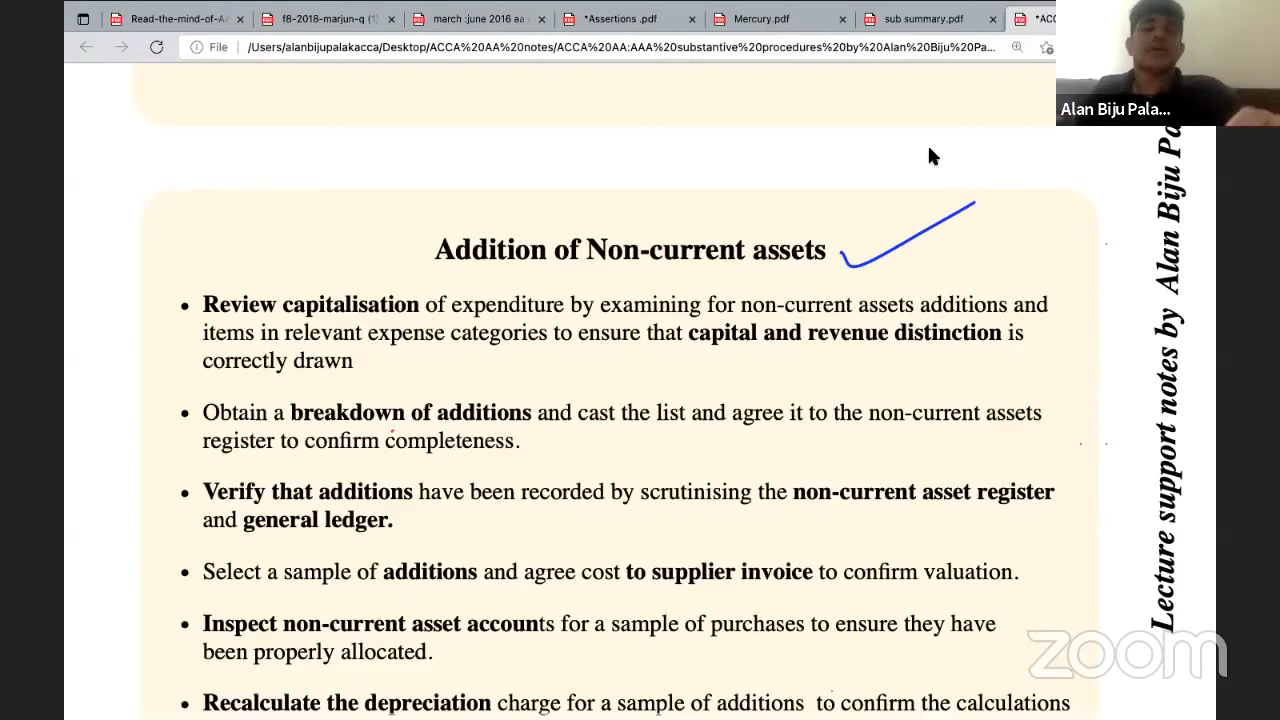 Read-the-mind-of-A
f8-2018-marjun-q (1)
march :june 2016 aa
*Assertions .pdf
Mercury.pdf
sub summary.pdf
*ACC
File
/Users/alanbijupalakacca/Desktop/ACCA%20AA%20notes/ACCA%20AA:AAA%20substantive%20procedures%20by%20Alan%20Biju%20Pa...
Alan Biju Pala...
Addition of Non-current assets
• Review capitalisation of expenditure by examining for non-current assets additions and
items in relevant expense categories to ensure that capital and revenue distinction is
correctly drawn
• Obtain a breakdown of additions and cast the list and agree it to the non-current assets
register to confirm completeness.
• Verify that additions have been recorded by scrutinising the non-current asset register
and general ledger.
• Select a sample of additions and agree cost to supplier invoice to confirm valuation.
• Inspect non-current asset accounts for a sample of purchases to ensure they have
been properly allocated.
• Recalculate the depreciation charge for a sample of additions to confirm the calculations
Lecture support notes by Alan Biju Pa
zoom